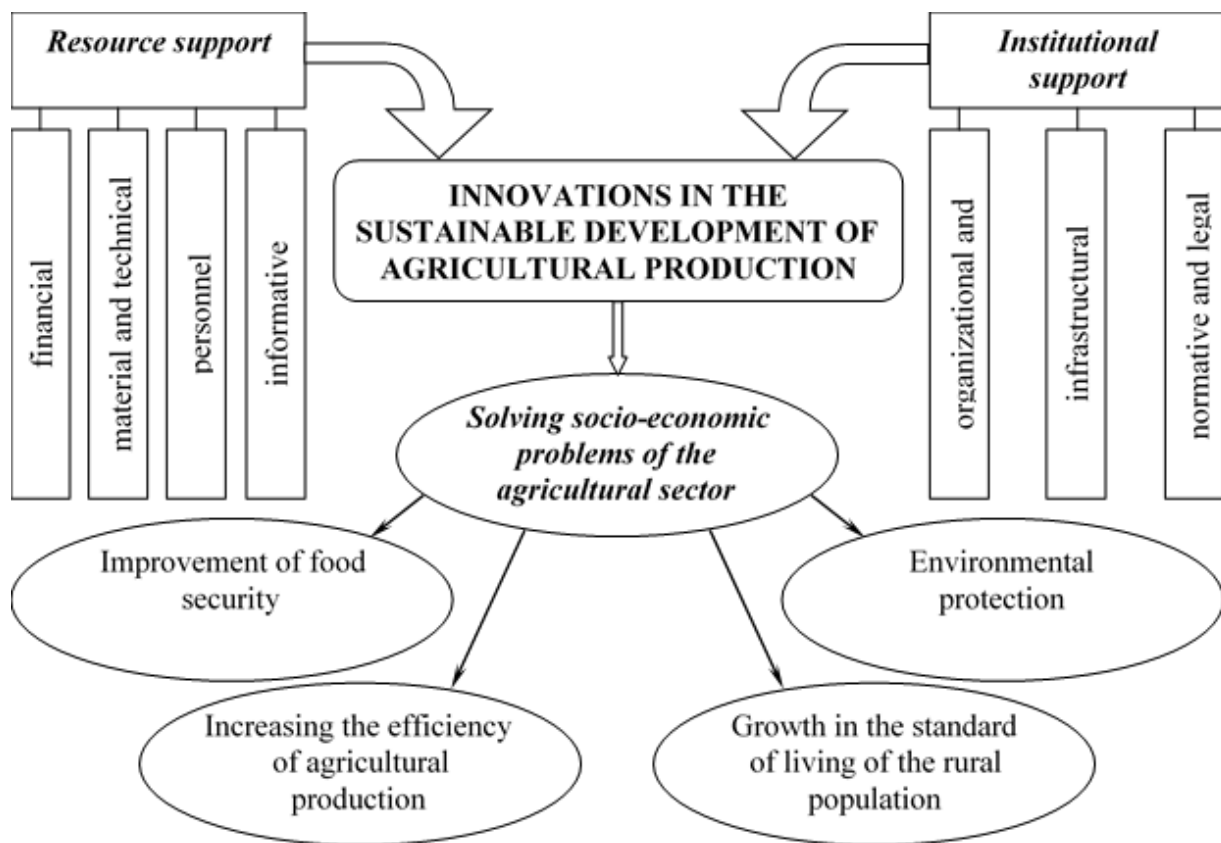 Resource support
financial
material and technical
personnel
informative
Institutional
support
organizational and
infrastructural
normative and legal
INNOVATIONS IN THE
SUSTAINABLE DEVELOPMENT OF
AGRICULTURAL PRODUCTION
Solving socio-economic
problems of the
agricultural sector
Improvement of food
security
Increasing the efficiency
of agricultural
production
Growth in the standard
of living of the rural
population
Environmental
protection